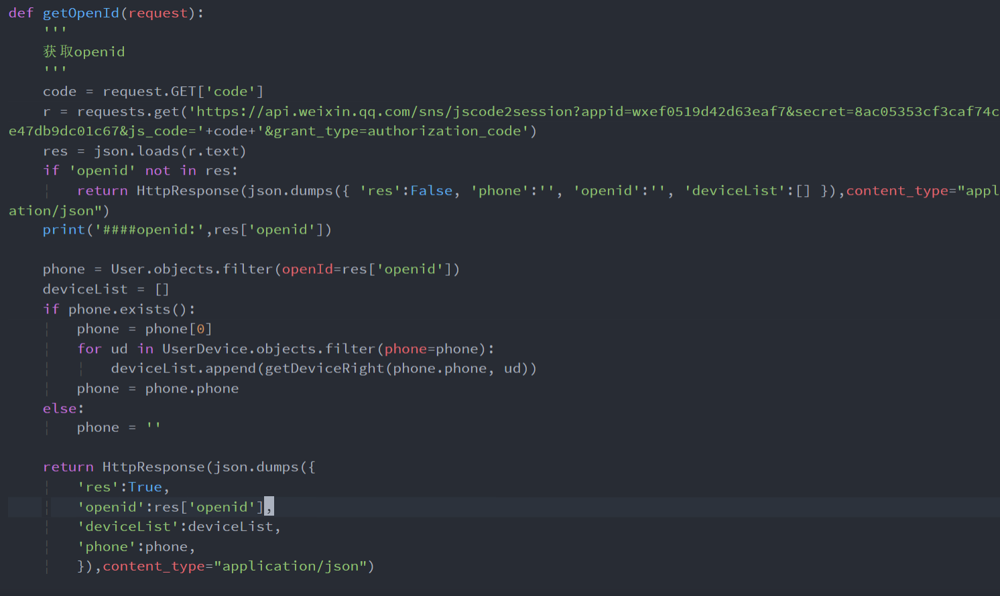 def getOpenId(request):
    '''
    获取openid
    '''
    code = request.GET['code']
    r = requests.get('https://api.weixin.qq.com/sns/jscode2session?appid=wxef0519d42d63eaf7&secret=8ac05353cf3caf74c
e47db9dc01c67&js_code='+code+'&grant_type=authorization_code')
    res = json.loads(r.text)
    if 'openid' not in res:
        return HttpResponse(json.dumps({ 'res':False, 'phone':'', 'openid':'', 'deviceList':[] }),content_type="appl
ation/json")
    print('####openid:',res['openid'])

    phone = User.objects.filter(openId=res['openid'])
    deviceList = []
    if phone.exists():
        phone = phone[0]
        for ud in UserDevice.objects.filter(phone=phone):
            deviceList.append(getDeviceRight(phone.phone, ud))
        phone = phone.phone
    else:
        phone = ''

    return HttpResponse(json.dumps({
        'res':True,
        'openid':res['openid'],
        'deviceList':deviceList,
        'phone':phone,
        }),content_type="application/json")